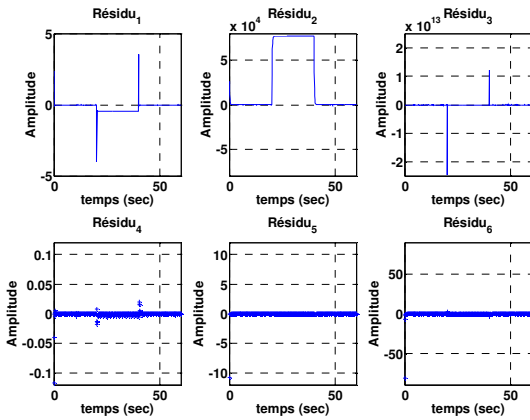 Résidu1
Amplitude
5
0
-5
0
50
temps (sec)
x 10^4
Résidu2
Amplitude
5
0
-5
0
50
temps (sec)
x 10^13
Résidu3
Amplitude
2
1
0
-1
-2
0
50
temps (sec)
Résidu4
Amplitude
0.1
0.05
0
-0.05
-0.1
0
50
temps (sec)
Résidu5
Amplitude
10
5
0
-5
-10
0
50
temps (sec)
Résidu6
Amplitude
50
0
-50
0
50
temps (sec)